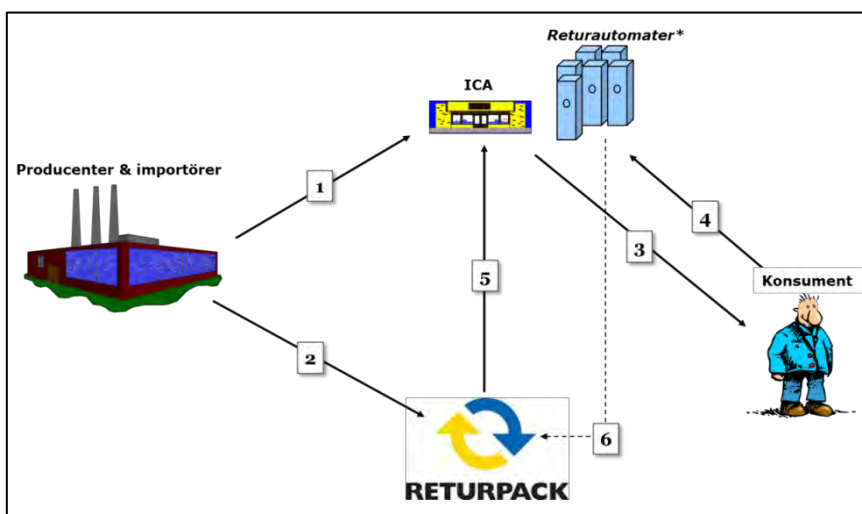 Returautomater*
ICA
Producenter & importörer
1
4
3
Konsument
5
2
6
RETURPACK